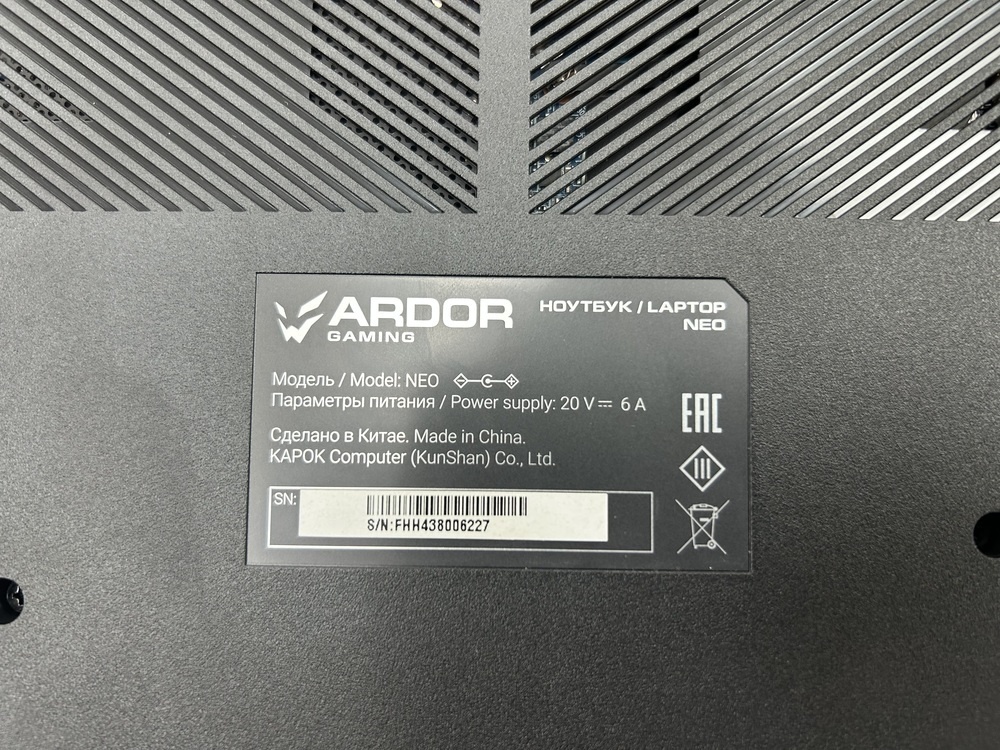 ARDOR
GAMING
НОУТБУК / LAPTOP
NEO
Модель / Model: NEO
Параметры питания / Power supply: 20 V⎓ 6 A
Сделано в Китае. Made in China.
KAPOK Computer (KunShan) Co., Ltd.
EAC
SN:
S/N:FHH438006227